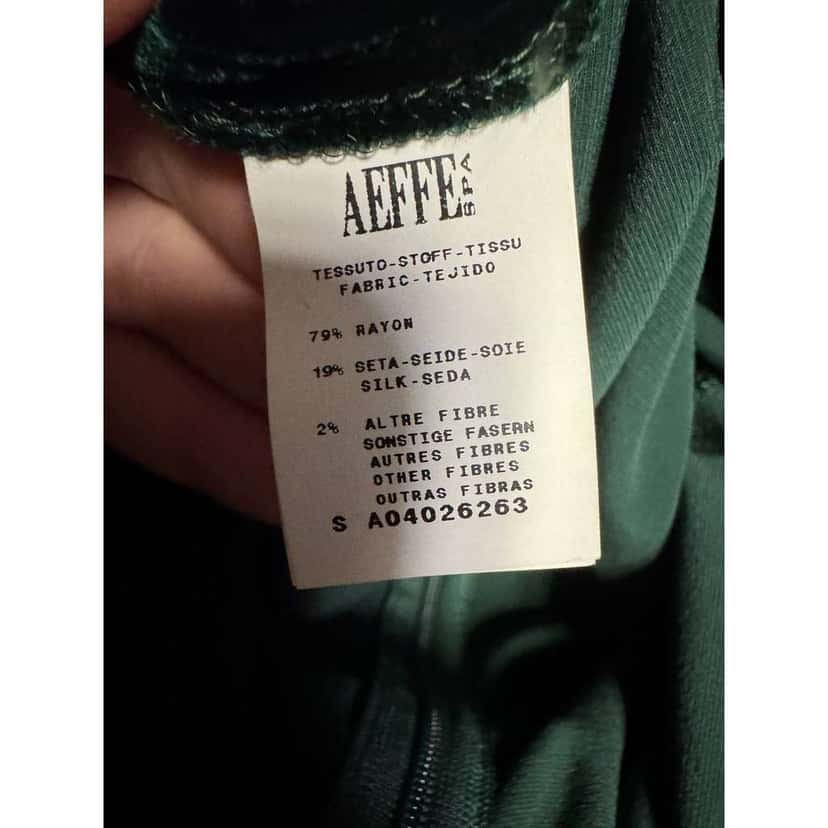 AEFFE SPA
TESSUTO-STOFF-TISSU
FABRIC-TEJIDO
79% RAYON
19% SETA-SEIDE-SOIE
SILK-SEDA
2% ALTRE FIBRE
SONSTIGE FASERN
AUTRES FIBRES
OTHER FIBRES
OUTRAS FIBRAS
S A04026263